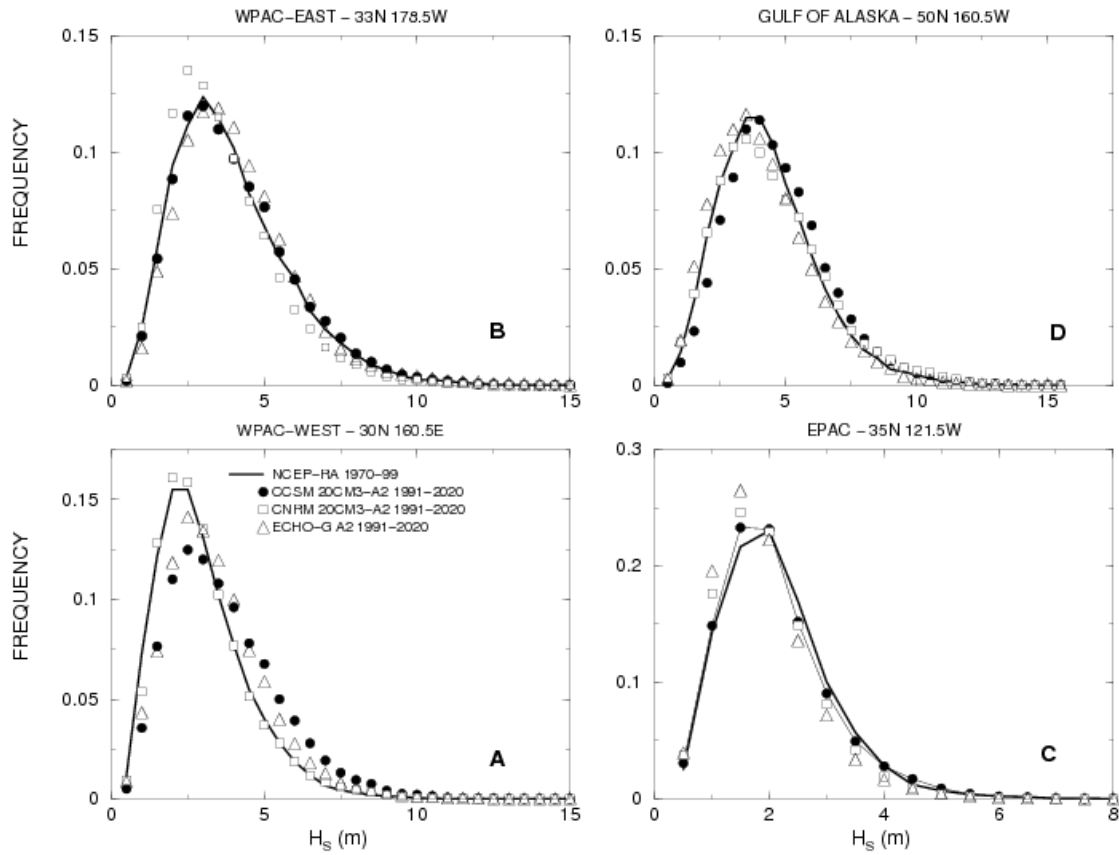 WPAC-EAST – 33N 178.5W
0.15
0.1
0.05
0
FREQUENCY
B
0
5
10
15
GULF OF ALASKA – 50N 160.5W
0.15
0.1
0.05
0
D
0
5
10
15
WPAC-WEST – 30N 160.5E
0.15
0.1
0.05
0
FREQUENCY
NCEP-RA 1970-99
CCSM 20CM3-A2 1991-2020
CNRM 20CM3-A2 1991-2020
ECHO-G A2 1991-2020
A
0
5
10
15
H_S (m)
EPAC – 35N 121.5W
0.3
0.2
0.1
0
C
0
2
4
6
8
H_S (m)